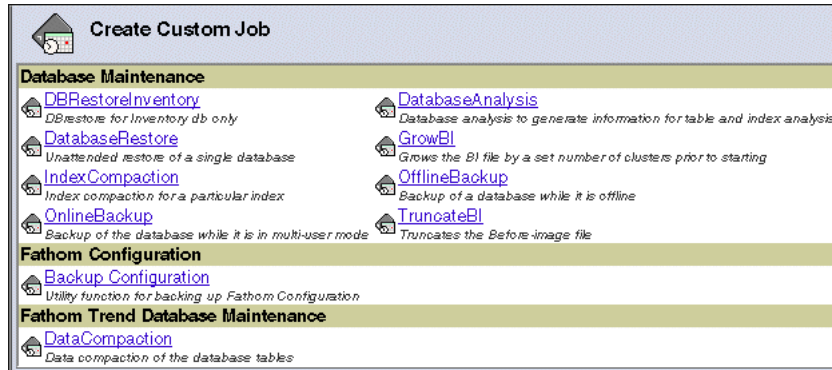 Create Custom Job
Database Maintenance
DBRestoreInventory
DBrestore for Inventory db only
DatabaseAnalysis
Database analysis to generate information for table and index analysis
DatabaseRestore
Unattended restore of a single database
GrowBI
Grows the BI file by a set number of clusters prior to starting
IndexCompaction
Index compaction for a particular index
OfflineBackup
Backup of a database while it is offline
OnlineBackup
Backup of the database while it is in multi-user mode
TruncateBI
Truncates the Before-image file
Fathom Configuration
Backup Configuration
Utility function for backing up Fathom Configuration
Fathom Trend Database Maintenance
DataCompaction
Data compaction of the database tables